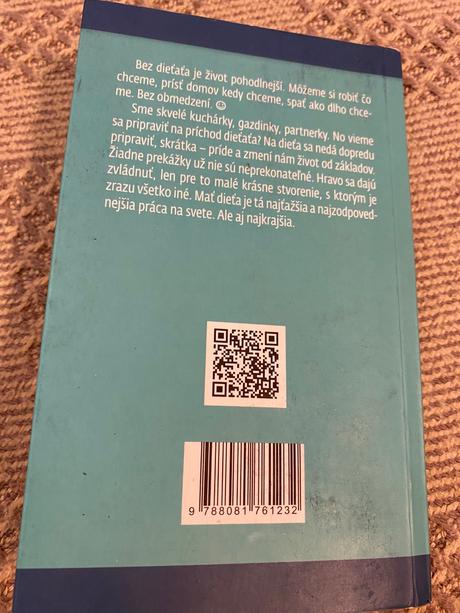 Bez dieťaťa je život pohodlnejší. Môžeme si robiť čo
chceme, prísť domov kedy chceme, spať ako dlho chce-
me. Bez obmedzení. ☺
Sme skvelé kuchárky, gazdinky, partnerky. No vieme
sa pripraviť na príchod dieťaťa? Na dieťa sa nedá dopredu
pripraviť, skrátka – príde a zmení nám život od základov.
Žiadne prekážky už nie sú neprekonateľné. Hravo sa dajú
zvládnuť, len pre to malé krásne stvorenie, s ktorým je
zrazu všetko iné. Mať dieťa je tá najťažšia a najzodpoved-
nejšia práca na svete. Ale aj najkrajšia.
9 788081 761232